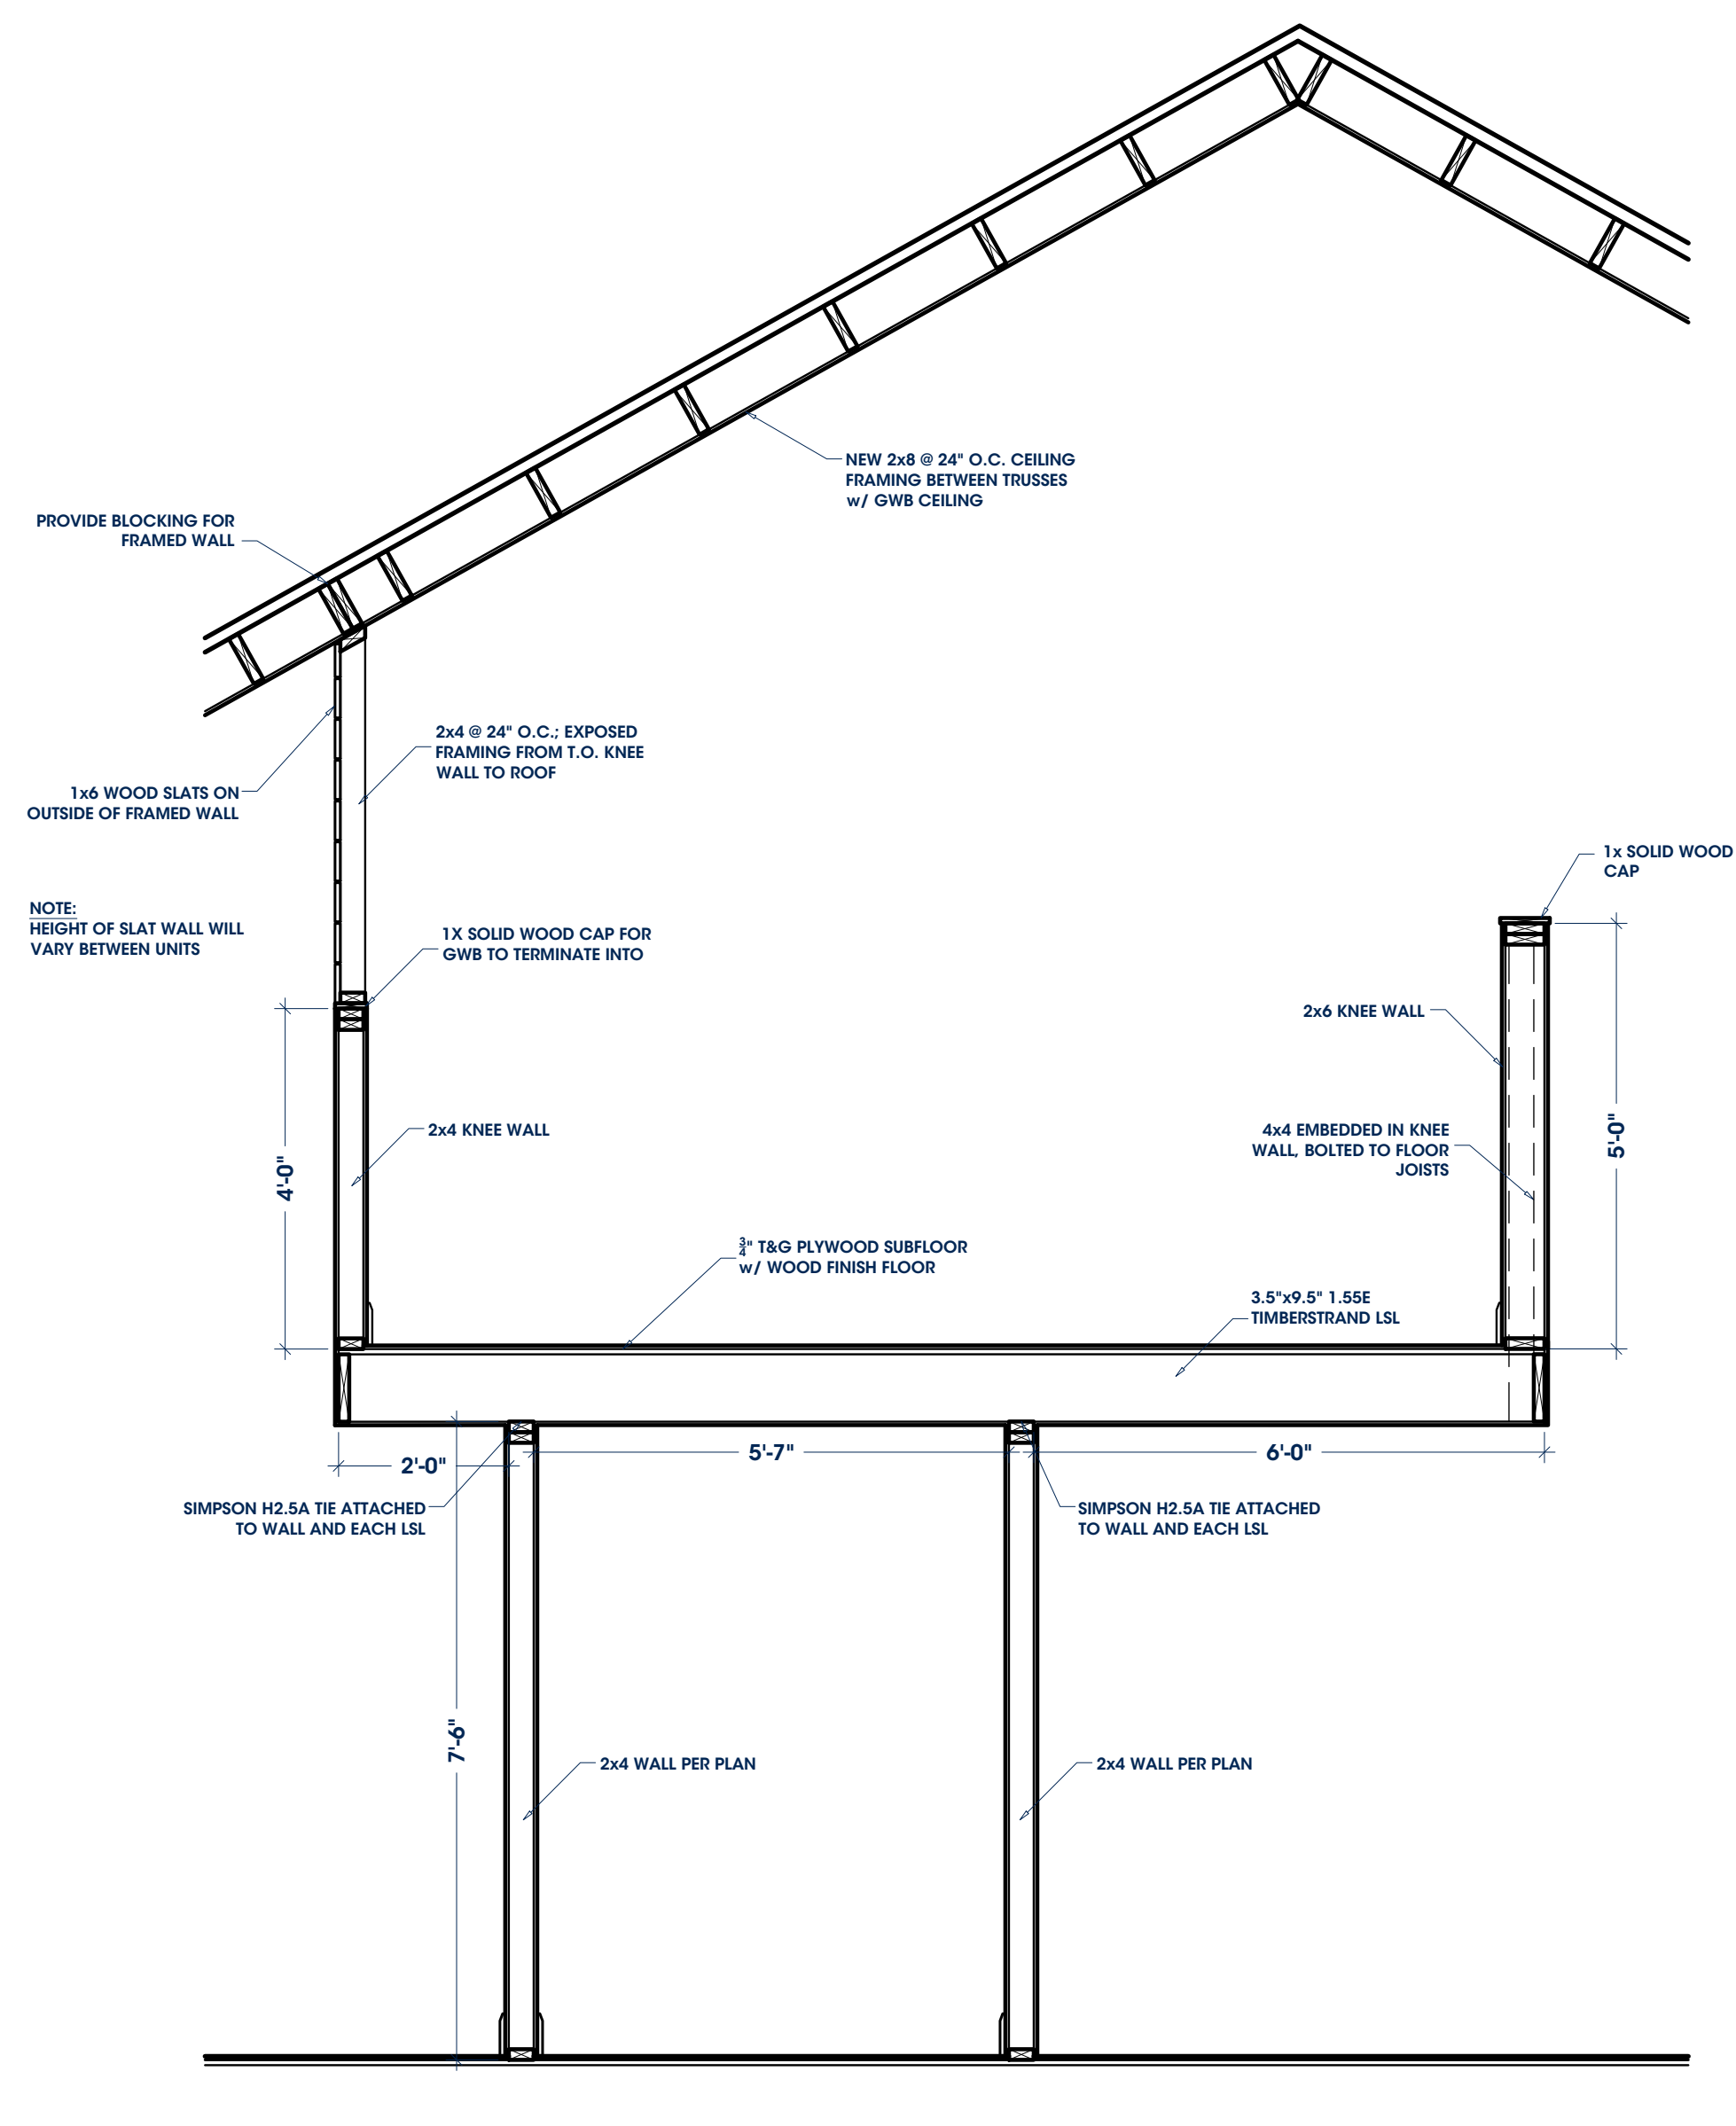 NEW 2x8 @ 24" O.C. CEILING
FRAMING BETWEEN TRUSSES
w/ GWB CEILING
PROVIDE BLOCKING FOR
FRAMED WALL
2x4 @ 24" O.C.; EXPOSED
FRAMING FROM T.O. KNEE
WALL TO ROOF
1x6 WOOD SLATS ON
OUTSIDE OF FRAMED WALL
1x SOLID WOOD
CAP
NOTE:
HEIGHT OF SLAT WALL WILL
VARY BETWEEN UNITS
1X SOLID WOOD CAP FOR
GWB TO TERMINATE INTO
2x6 KNEE WALL
2x4 KNEE WALL
4x4 EMBEDDED IN KNEE
WALL, BOLTED TO FLOOR
JOISTS
5'-0"
4'-0"
3/4" T&G PLYWOOD SUBFLOOR
w/ WOOD FINISH FLOOR
3.5"x9.5" 1.55E
TIMBERSTRAND LSL
2'-0"
5'-7"
6'-0"
SIMPSON H2.5A TIE ATTACHED
TO WALL AND EACH LSL
SIMPSON H2.5A TIE ATTACHED
TO WALL AND EACH LSL
7'-6"
2x4 WALL PER PLAN
2x4 WALL PER PLAN